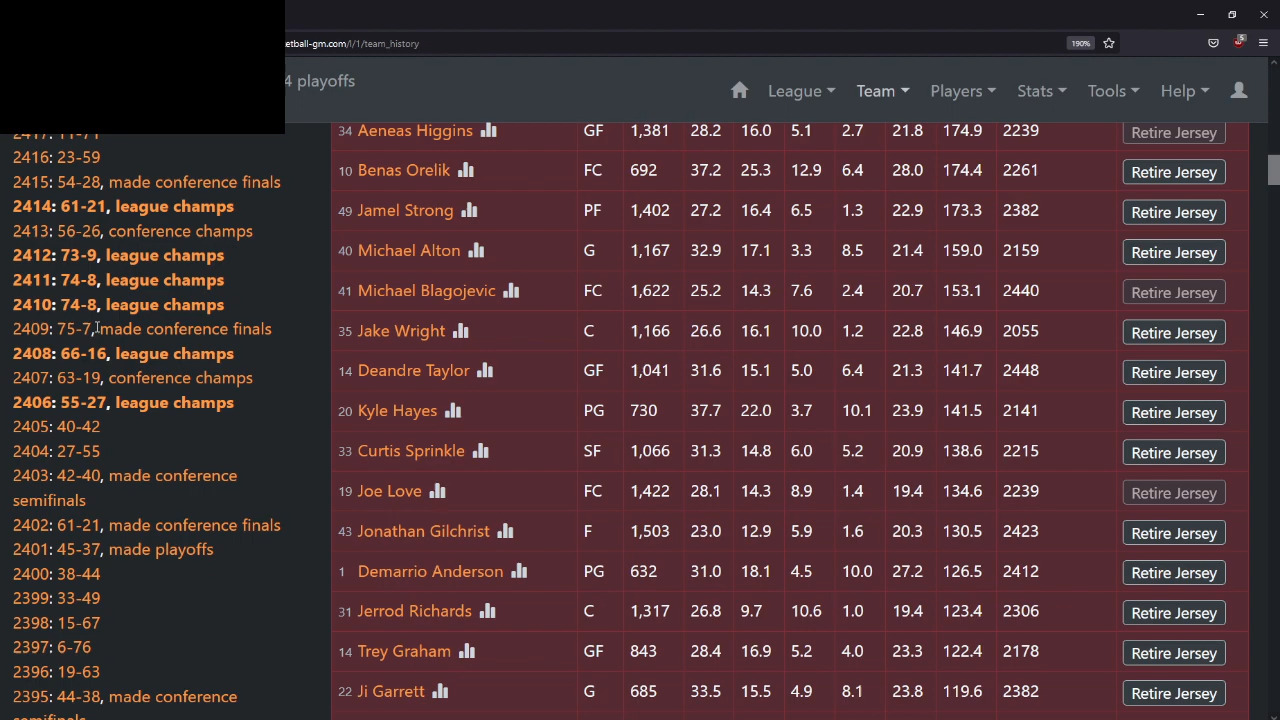 etball-gm.com/l/1/team_history
190%
5
4 playoffs
League
Team
Players
Stats
Tools
Help
2416: 23-59
2415: 54-28, made conference finals
2414: 61-21, league champs
2413: 56-26, conference champs
2412: 73-9, league champs
2411: 74-8, league champs
2410: 74-8, league champs
2409: 75-7, made conference finals
2408: 66-16, league champs
2407: 63-19, conference champs
2406: 55-27, league champs
2405: 40-42
2404: 27-55
2403: 42-40, made conference
semifinals
2402: 61-21, made conference finals
2401: 45-37, made playoffs
2400: 38-44
2399: 33-49
2398: 15-67
2397: 6-76
2396: 19-63
2395: 44-38, made conference
semifinals
34 Aeneas Higgins GF 1,381 28.2 16.0 5.1 2.7 21.8 174.9 2239 Retire Jersey
10 Benas Orelik FC 692 37.2 25.3 12.9 6.4 28.0 174.4 2261 Retire Jersey
49 Jamel Strong PF 1,402 27.2 16.4 6.5 1.3 22.9 173.3 2382 Retire Jersey
40 Michael Alton G 1,167 32.9 17.1 3.3 8.5 21.4 159.0 2159 Retire Jersey
41 Michael Blagojevic FC 1,622 25.2 14.3 7.6 2.4 20.7 153.1 2440 Retire Jersey
35 Jake Wright C 1,166 26.6 16.1 10.0 1.2 22.8 146.9 2055 Retire Jersey
14 Deandre Taylor GF 1,041 31.6 15.1 5.0 6.4 21.3 141.7 2448 Retire Jersey
20 Kyle Hayes PG 730 37.7 22.0 3.7 10.1 23.9 141.5 2141 Retire Jersey
33 Curtis Sprinkle SF 1,066 31.3 14.8 6.0 5.2 20.9 138.6 2215 Retire Jersey
19 Joe Love FC 1,422 28.1 14.3 8.9 1.4 19.4 134.6 2239 Retire Jersey
43 Jonathan Gilchrist F 1,503 23.0 12.9 5.9 1.6 20.3 130.5 2423 Retire Jersey
1 Demarrio Anderson PG 632 31.0 18.1 4.5 10.0 27.2 126.5 2412 Retire Jersey
31 Jerrod Richards C 1,317 26.8 9.7 10.6 1.0 19.4 123.4 2306 Retire Jersey
14 Trey Graham GF 843 28.4 16.9 5.2 4.0 23.3 122.4 2178 Retire Jersey
22 Ji Garrett G 685 33.5 15.5 4.9 8.1 23.8 119.6 2382 Retire Jersey